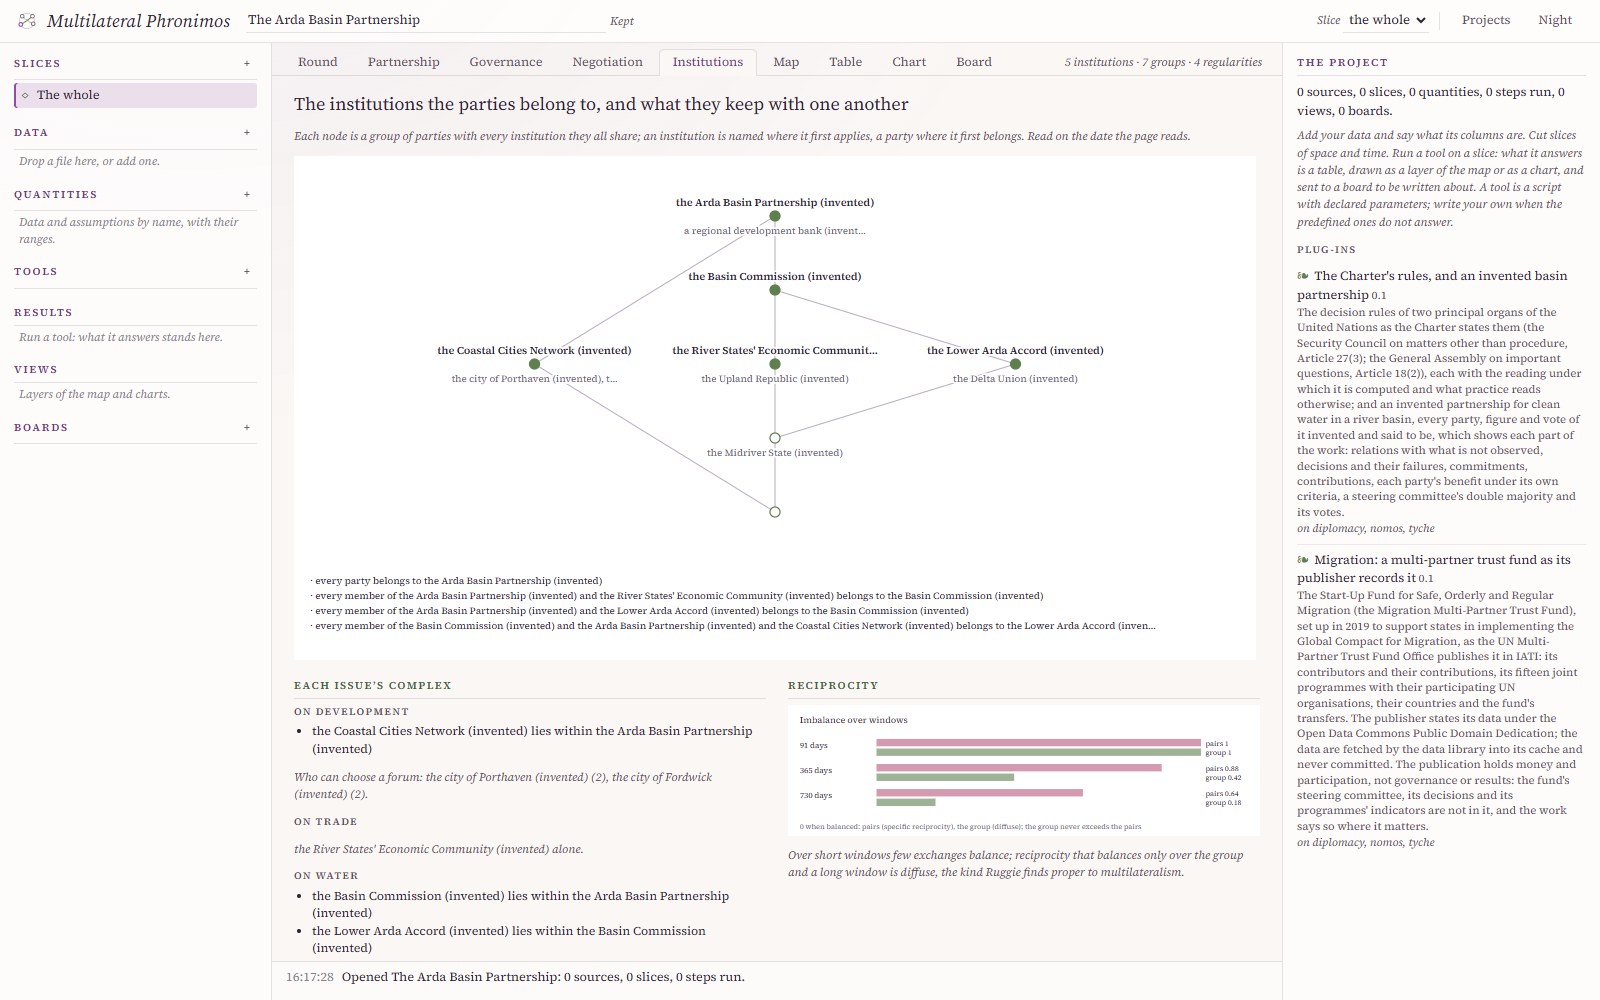 Multilateral Phronimos
The Arda Basin Partnership
Kept
Slice the whole
Projects
Night
SLICES +
◇ The whole
DATA +
Drop a file here, or add one.
QUANTITIES +
Data and assumptions by name, with their
ranges.
TOOLS +
RESULTS
Run a tool: what it answers stands here.
VIEWS
Layers of the map and charts.
BOARDS +
Round
Partnership
Governance
Negotiation
Institutions
Map
Table
Chart
Board
5 institutions · 7 groups · 4 regularities
The institutions the parties belong to, and what they keep with one another
Each node is a group of parties with every institution they all share; an institution is named where it first applies, a party where it first belongs. Read on the date the page reads.
the Arda Basin Partnership (invented)
a regional development bank (invent...
the Basin Commission (invented)
the Coastal Cities Network (invented)
the River States' Economic Communit...
the Lower Arda Accord (invented)
the city of Porthaven (invented), t...
the Upland Republic (invented)
the Delta Union (invented)
the Midriver State (invented)
· every party belongs to the Arda Basin Partnership (invented)
· every member of the Arda Basin Partnership (invented) and the River States' Economic Community (invented) belongs to the Basin Commission (invented)
· every member of the Arda Basin Partnership (invented) and the Lower Arda Accord (invented) belongs to the Basin Commission (invented)
· every member of the Basin Commission (invented) and the Arda Basin Partnership (invented) and the Coastal Cities Network (invented) belongs to the Lower Arda Accord (inven...
EACH ISSUE'S COMPLEX
ON DEVELOPMENT
• the Coastal Cities Network (invented) lies within the Arda Basin Partnership
(invented)
Who can choose a forum: the city of Porthaven (invented) (2), the city of Fordwick
(invented) (2).
ON TRADE
the River States' Economic Community (invented) alone.
ON WATER
• the Basin Commission (invented) lies within the Arda Basin Partnership
(invented)
• the Lower Arda Accord (invented) lies within the Basin Commission
(invented)
RECIPROCITY
Imbalance over windows
91 days
pairs 1
group 1
365 days
pairs 0.88
group 0.42
730 days
pairs 0.64
group 0.18
0 when balanced: pairs (specific reciprocity), the group (diffuse); the group never exceeds the pairs
Over short windows few exchanges balance; reciprocity that balances only over the group
and a long window is diffuse, the kind Ruggie finds proper to multilateralism.
16:17:28 Opened The Arda Basin Partnership: 0 sources, 0 slices, 0 steps run.
THE PROJECT
0 sources, 0 slices, 0 quantities, 0 steps run, 0
views, 0 boards.
Add your data and say what its columns are. Cut slices
of space and time. Run a tool on a slice: what it answers
is a table, drawn as a layer of the map or as a chart, and
sent to a board to be written about. A tool is a script
with declared parameters; write your own when the
predefined ones do not answer.
PLUG-INS
❧ The Charter's rules, and an invented basin
partnership 0.1
The decision rules of two principal organs of the
United Nations as the Charter states them (the
Security Council on matters other than procedure,
Article 27(3); the General Assembly on important
questions, Article 18(2)), each with the reading under
which it is computed and what practice reads
otherwise; and an invented partnership for clean
water in a river basin, every party, figure and vote of
it invented and said to be, which shows each part of
the work: relations with what is not observed,
decisions and their failures, commitments,
contributions, each party's benefit under its own
criteria, a steering committee's double majority and
its votes.
on diplomacy, nomos, tyche
❧ Migration: a multi-partner trust fund as its
publisher records it 0.1
The Start-Up Fund for Safe, Orderly and Regular
Migration (the Migration Multi-Partner Trust Fund),
set up in 2019 to support states in implementing the
Global Compact for Migration, as the UN Multi-
Partner Trust Fund Office publishes it in IATI: its
contributors and their contributions, its fifteen joint
programmes with their participating UN
organisations, their countries and the fund's
transfers. The publisher states its data under the
Open Data Commons Public Domain Dedication; the
data are fetched by the data library into its cache and
never committed. The publication holds money and
participation, not governance or results: the fund's
steering committee, its decisions and its
programmes' indicators are not in it, and the work
says so where it matters.
on diplomacy, nomos, tyche